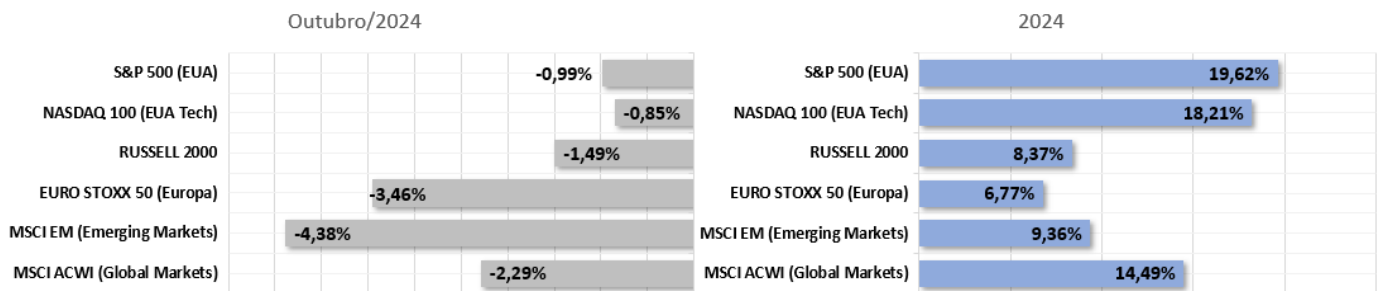 Outubro/2024
S&P 500 (EUA) -0,99%
NASDAQ 100 (EUA Tech) -0,85%
RUSSELL 2000 -1,49%
EURO STOXX 50 (Europa) -3,46%
MSCI EM (Emerging Markets) -4,38%
MSCI ACWI (Global Markets) -2,29%
2024
S&P 500 (EUA) 19,62%
NASDAQ 100 (EUA Tech) 18,21%
RUSSELL 2000 8,37%
EURO STOXX 50 (Europa) 6,77%
MSCI EM (Emerging Markets) 9,36%
MSCI ACWI (Global Markets) 14,49%